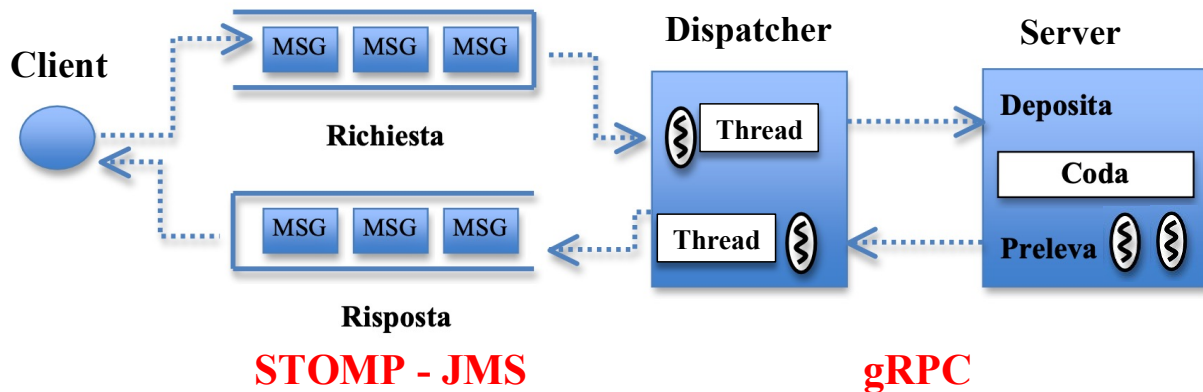 Client
MSG MSG MSG
Richiesta
MSG MSG MSG
Risposta
STOMP - JMS
Dispatcher
Thread
Thread
Server
Deposita
Coda
Preleva
gRPC